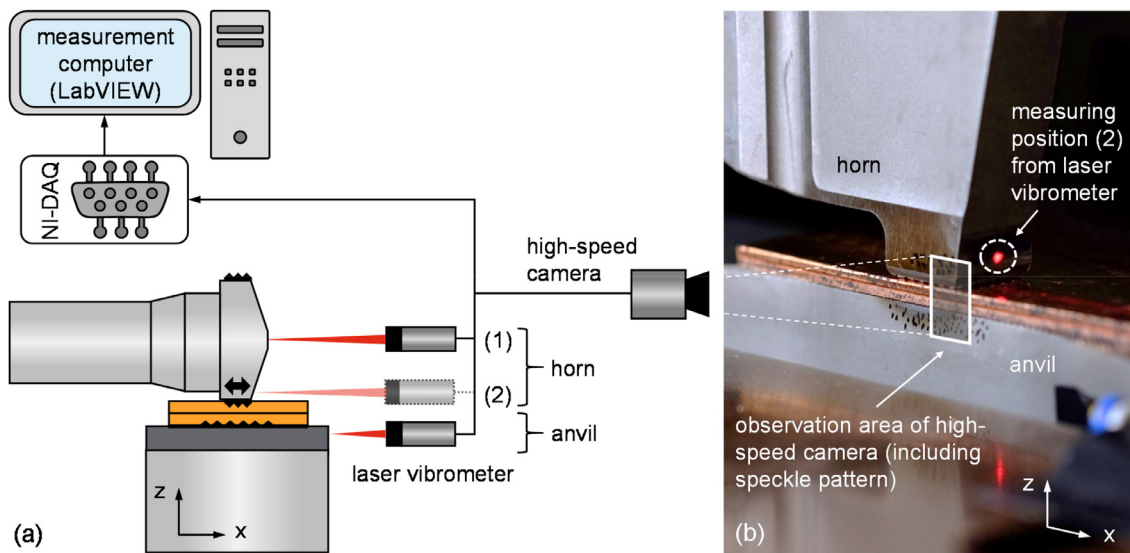 measurement
computer
(LabVIEW)
NI-DAQ
high-speed
camera
(1)
horn
(2)
anvil
laser vibrometer
z
x
(a)
measuring
position (2)
from laser
vibrometer
horn
anvil
observation area of high-
speed camera (including
speckle pattern)
z
x
(b)